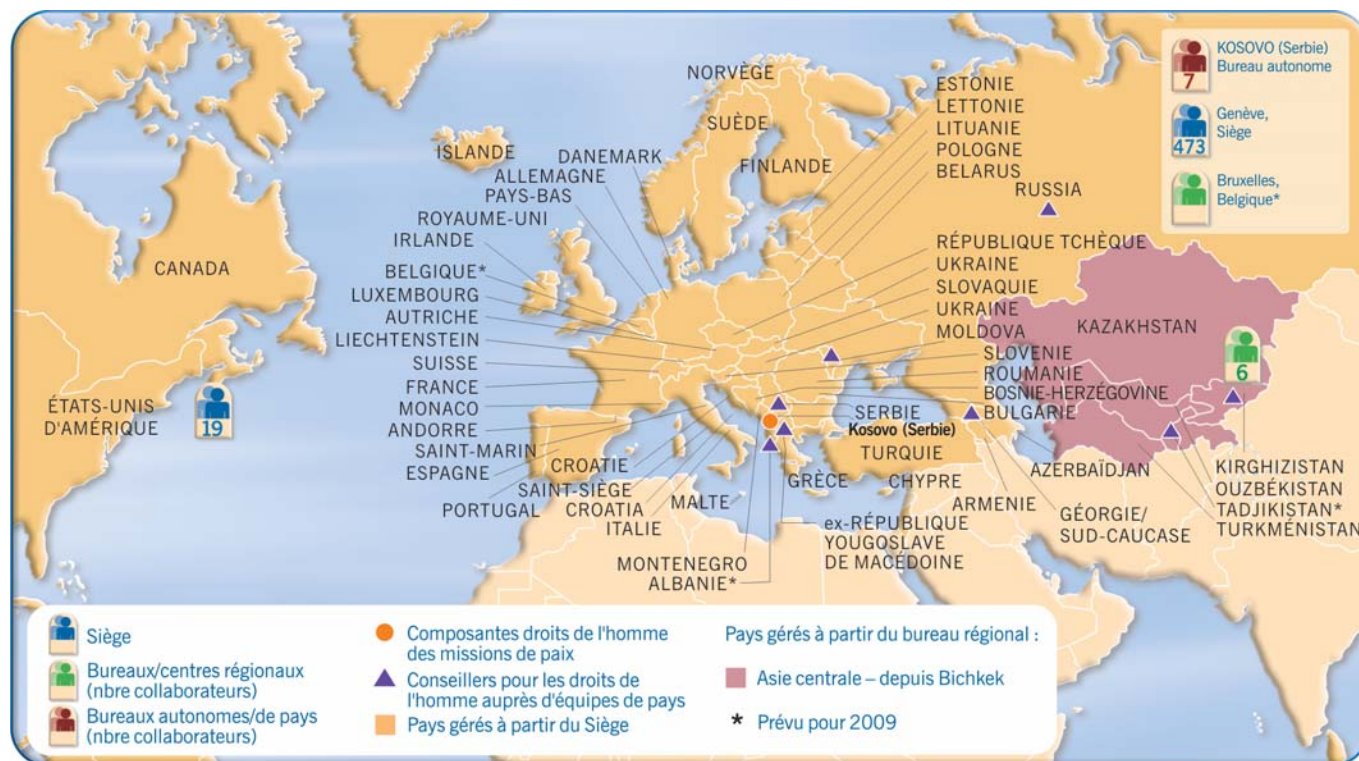 KOSOVO (Serbie)
Bureau autonome
7
Genève,
Siège
473
Bruxelles,
Belgique*
NORVÈGE
SUÈDE
FINLANDE
ISLANDE
DANEMARK
ALLEMAGNE
PAYS-BAS
ROYAUME-UNI
IRLANDE
BELGIQUE*
LUXEMBOURG
AUTRICHE
LIECHTENSTEIN
SUISSE
FRANCE
MONACO
ANDORRE
SAINT-MARIN
ESPAGNE
PORTUGAL
CROATIE
SAINT-SIÈGE
CROATIA
ITALIE
MALTE
MONTENEGRO
ALBANIE*
CANADA
ÉTATS-UNIS
D'AMÉRIQUE
19
ESTONIE
LETTONIE
LITUANIE
POLOGNE
BELARUS
RUSSIA
RÉPUBLIQUE TCHÈQUE
UKRAINE
SLOVAQUIE
UKRAINE
MOLDOVA
SLOVENIE
ROUMANIE
BOSNIE-HERZÉGOVINE
BULGARIE
SERBIE
Kosovo (Serbie)
TURQUIE
GRÈCE
CHYPRE
ex-RÉPUBLIQUE
YOUGOSLAVE
DE MACÉDOINE
ARMENIE
AZERBAÏDJAN
GÉORGIE/
SUD-CAUCASE
KAZAKHSTAN
6
KIRGHIZISTAN
OUZBÉKISTAN
TADJIKISTAN*
TURKMÉNISTAN
Siège
Bureaux/centres régionaux
(nbre collaborateurs)
Bureaux autonomes/de pays
(nbre collaborateurs)
Composantes droits de l'homme
des missions de paix
Conseillers pour les droits de
l'homme auprès d'équipes de pays
Pays gérés à partir du Siège
Pays gérés à partir du bureau régional :
Asie centrale – depuis Bichkek
* Prévu pour 2009